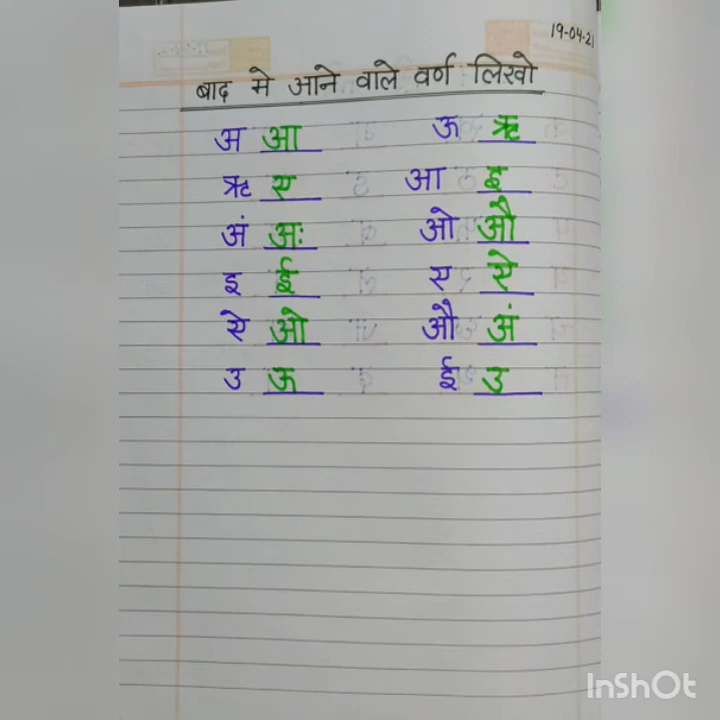 19-04-21
बाद मे आने वाले वर्ण लिखो
अ आ ऊ ऋ
ऋ ए आ इ
अं अः ओ औ
इ ई ए ऐ
ऐ ओ औ अं
उ ऊ ई उ
InShOt